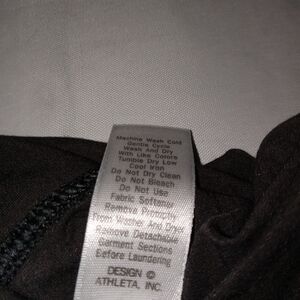 Machine Wash Cold
Gentle Cycle
Wash And Dry
With Like Colors
Tumble Dry Low
Cool Iron
Do Not Dry Clean
Do Not Bleach
Do Not Use
Fabric Softener
Remove Promptly
From Washer And Dryer
Remove Detachable
Garment Sections
Before Laundering
DESIGN ©
ATHLETA, INC.